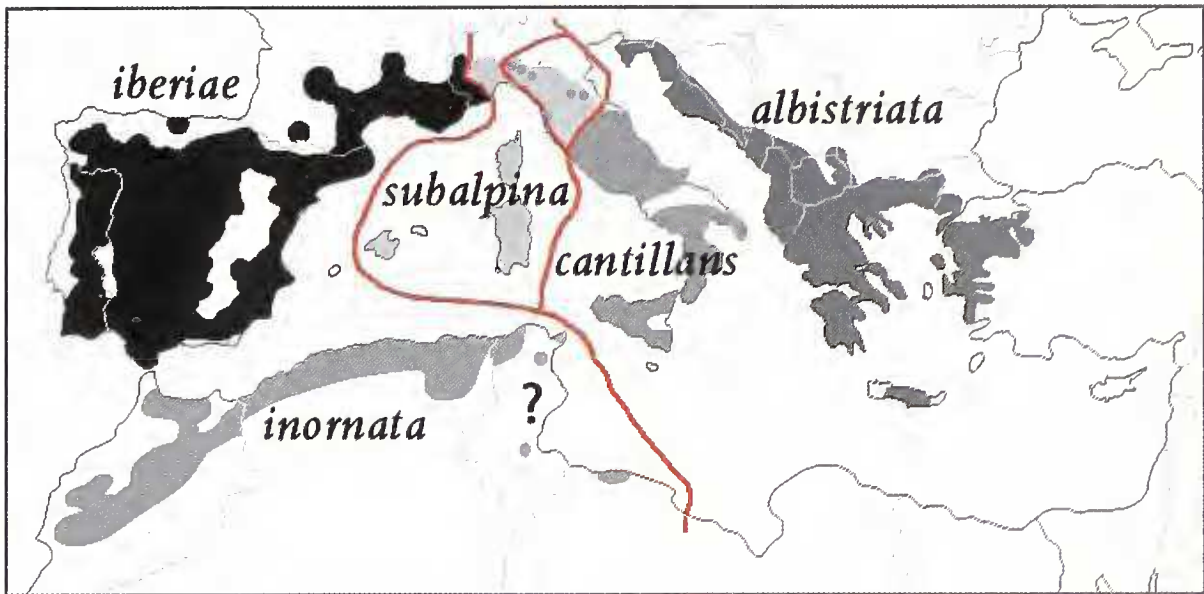 iberiae
albistriata
subalpina
cantillans
?
inornata